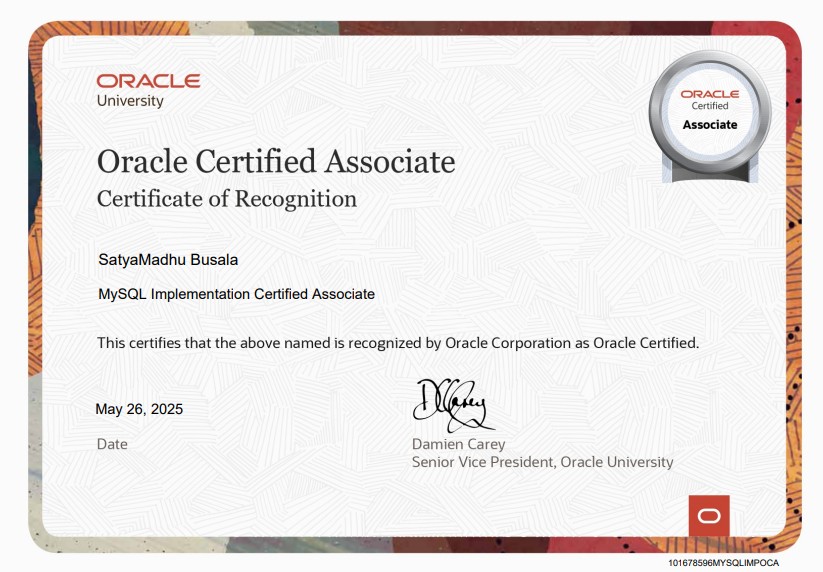 ORACLE
University
ORACLE
Certified
Associate
Oracle Certified Associate
Certificate of Recognition
SatyaMadhu Busala
MySQL Implementation Certified Associate
This certifies that the above named is recognized by Oracle Corporation as Oracle Certified.
DCarey
May 26, 2025
Date
Damien Carey
Senior Vice President, Oracle University
101678596MYSQLIMPOCA